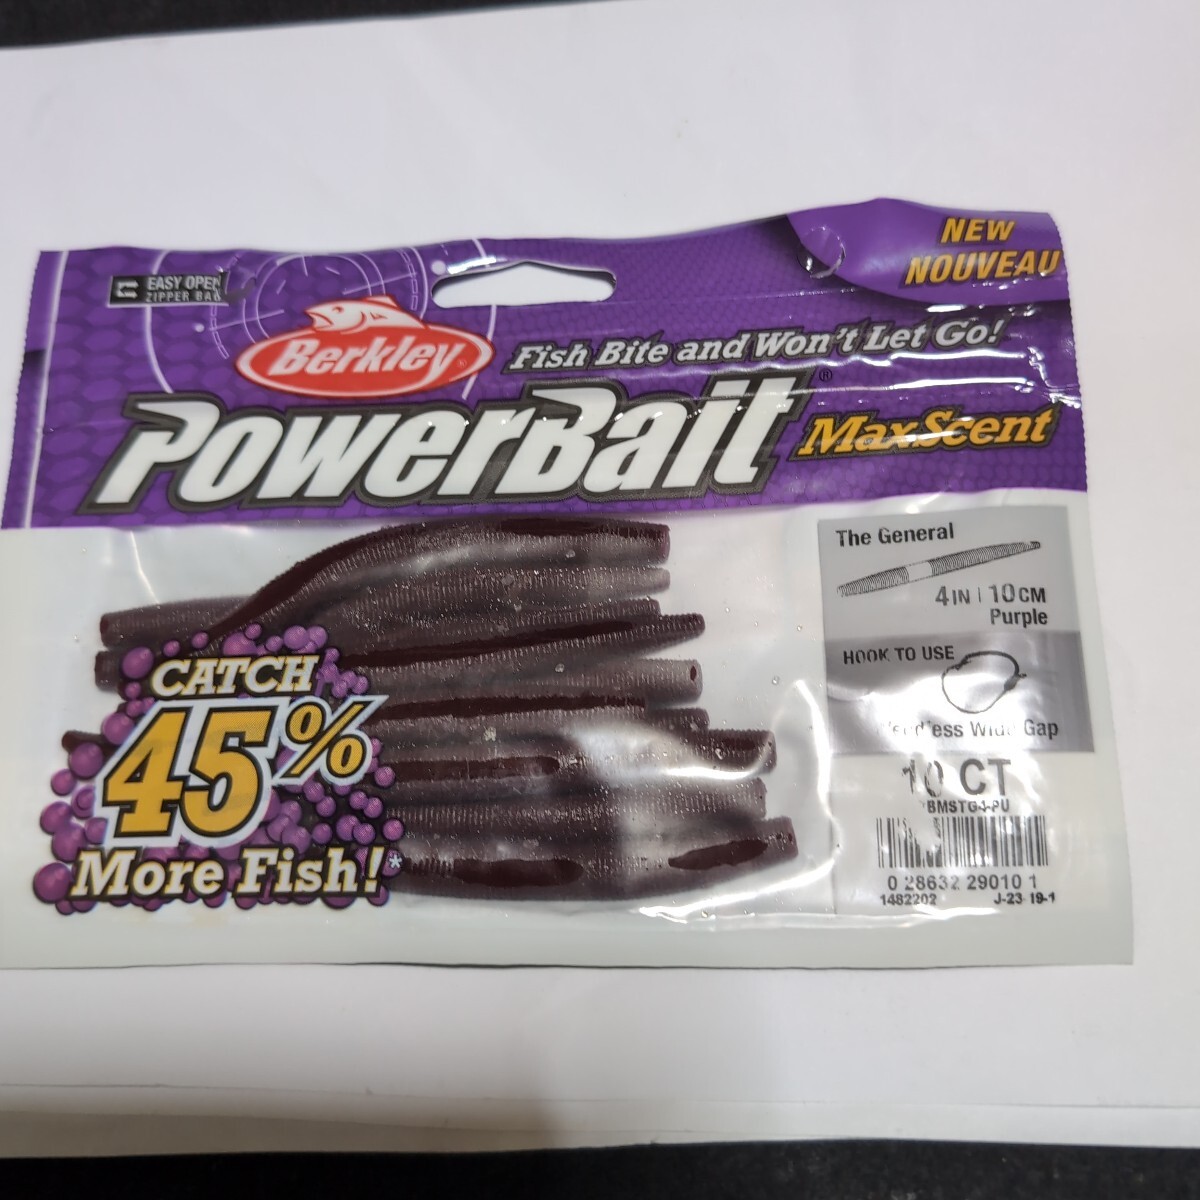 EASY OPEN
ZIPPER BAG
NEW
NOUVEAU
Berkley
Fish Bite and Won't Let Go!
PowerBait®
MaxScent
The General
4IN | 10CM
Purple
HOOK TO USE
Wide Gap
10 CT
CATCH
45%
More Fish!*
0 28632 29010 1
1482202 J-23 19-1